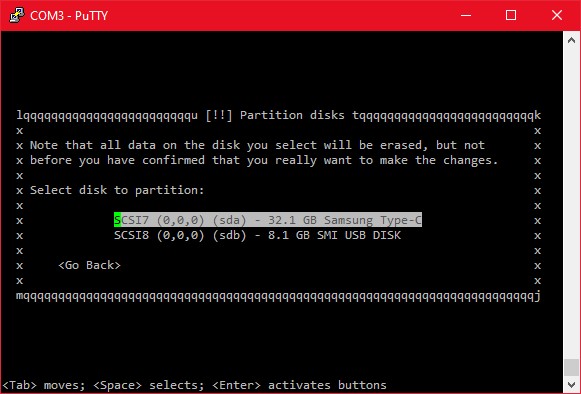 COM3 - PuTTY
lqqqqqqqqqqqqqqqqqqqqqqqqu [!!] Partition disks tqqqqqqqqqqqqqqqqqqqqqqqqqk
x x
x Note that all data on the disk you select will be erased, but not x
x before you have confirmed that you really want to make the changes. x
x x
x Select disk to partition: x
x x
x SCSI7 (0,0,0) (sda) - 32.1 GB Samsung Type-C x
x SCSI8 (0,0,0) (sdb) - 8.1 GB SMI USB DISK x
x x
x <Go Back> x
x x
mqqqqqqqqqqqqqqqqqqqqqqqqqqqqqqqqqqqqqqqqqqqqqqqqqqqqqqqqqqqqqqqqqqqqqqqqqj
<Tab> moves; <Space> selects; <Enter> activates buttons